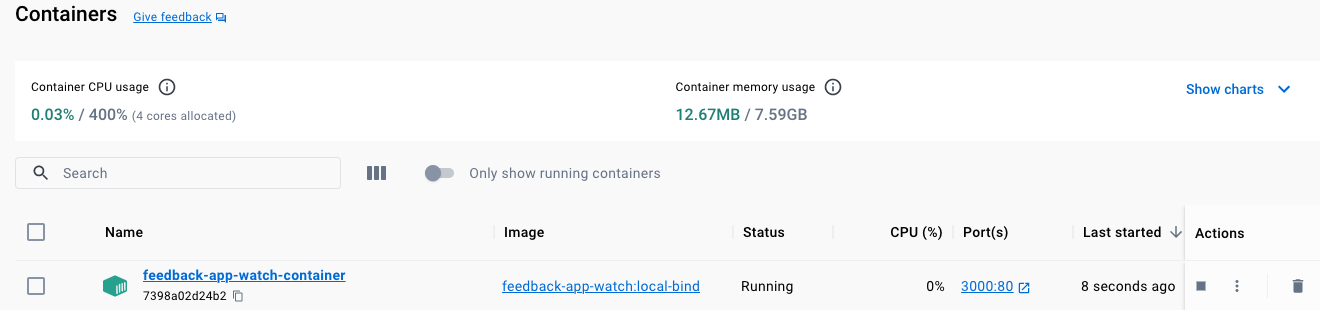 Containers Give feedback
Container CPU usage
0.03% / 400% (4 cores allocated)
Container memory usage
12.67MB / 7.59GB
Show charts
Search
Only show running containers
Name Image Status CPU (%) Port(s) Last started Actions
feedback-app-watch-container
7398a02d24b2
feedback-app-watch:local-bind Running 0% 3000:80 8 seconds ago